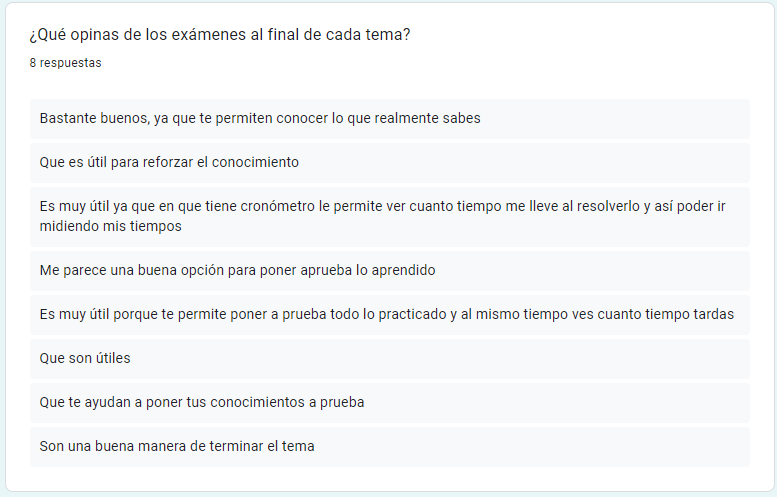 ¿Qué opinas de los exámenes al final de cada tema?
8 respuestas
Bastante buenos, ya que te permiten conocer lo que realmente sabes
Que es útil para reforzar el conocimiento
Es muy útil ya que en que tiene cronómetro le permite ver cuanto tiempo me lleve al resolverlo y así poder ir
midiendo mis tiempos
Me parece una buena opción para poner aprueba lo aprendido
Es muy útil porque te permite poner a prueba todo lo practicado y al mismo tiempo ves cuanto tiempo tardas
Que son útiles
Que te ayudan a poner tus conocimientos a prueba
Son una buena manera de terminar el tema